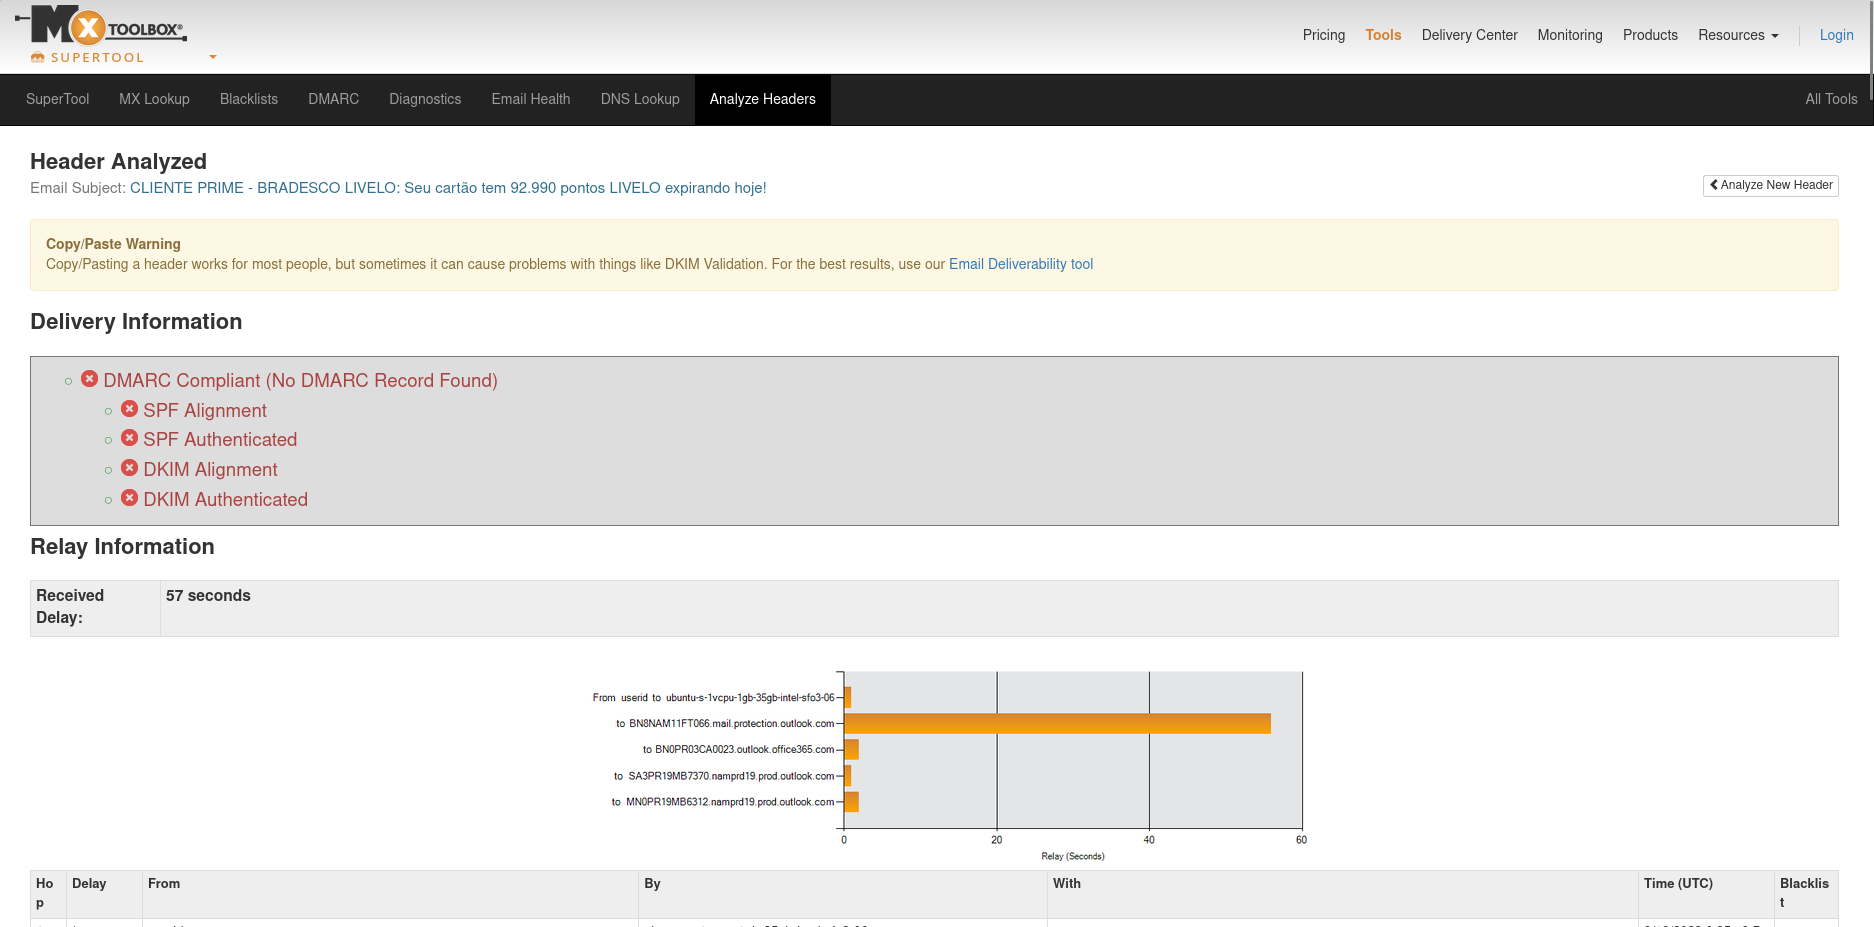 MX TOOLBOX®
SUPERTOOL
Pricing Tools Delivery Center Monitoring Products Resources Login
SuperTool MX Lookup Blacklists DMARC Diagnostics Email Health DNS Lookup Analyze Headers All Tools
Header Analyzed
Email Subject: CLIENTE PRIME - BRADESCO LIVELO: Seu cartão tem 92.990 pontos LIVELO expirando hoje!
Analyze New Header
Copy/Paste Warning
Copy/Pasting a header works for most people, but sometimes it can cause problems with things like DKIM Validation. For the best results, use our Email Deliverability tool
Delivery Information
DMARC Compliant (No DMARC Record Found)
SPF Alignment
SPF Authenticated
DKIM Alignment
DKIM Authenticated
Relay Information
Received
Delay:
57 seconds
From userid to ubuntu-s-1vcpu-1gb-35gb-intel-sfo3-06
to BN8NAM11FT066.mail.protection.outlook.com
to BN0PR03CA0023.outlook.office365.com
to SA3PR19MB7370.namprd19.prod.outlook.com
to MN0PR19MB6312.namprd19.prod.outlook.com
0 20 40 60
Relay (Seconds)
Ho
p
Delay From By With Time (UTC) Blacklis
t